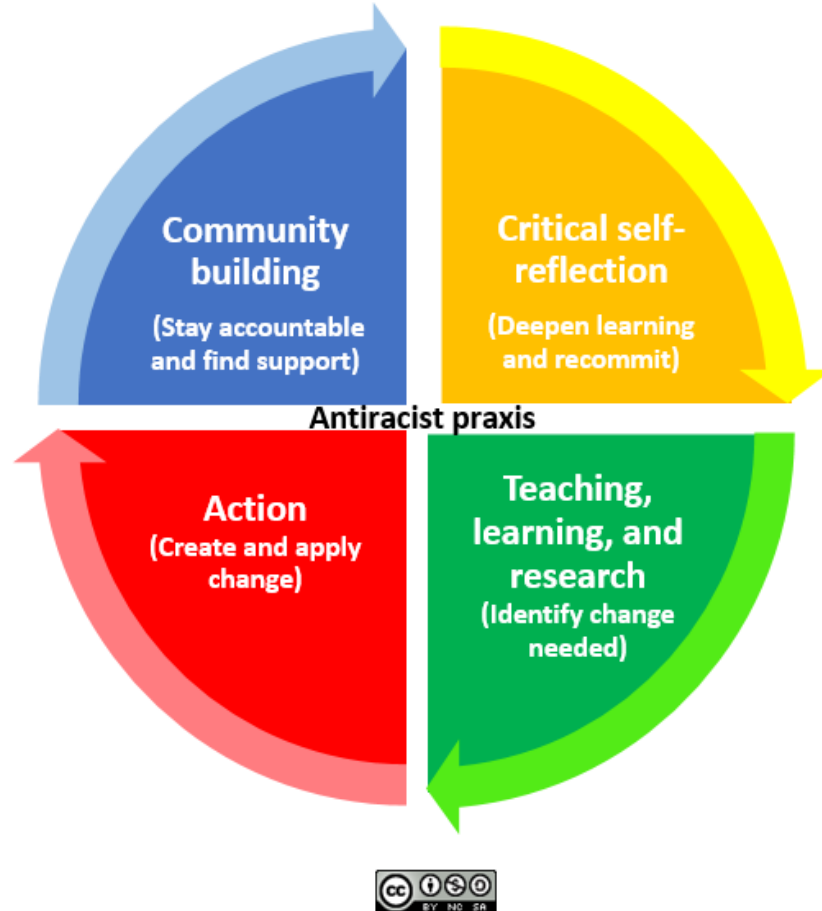 Community
building
(Stay accountable
and find support)
Critical self-
reflection
(Deepen learning
and recommit)
Antiracist praxis
Action
(Create and apply
change)
Teaching,
learning, and
research
(Identify change
needed)
cc
BY NC SA